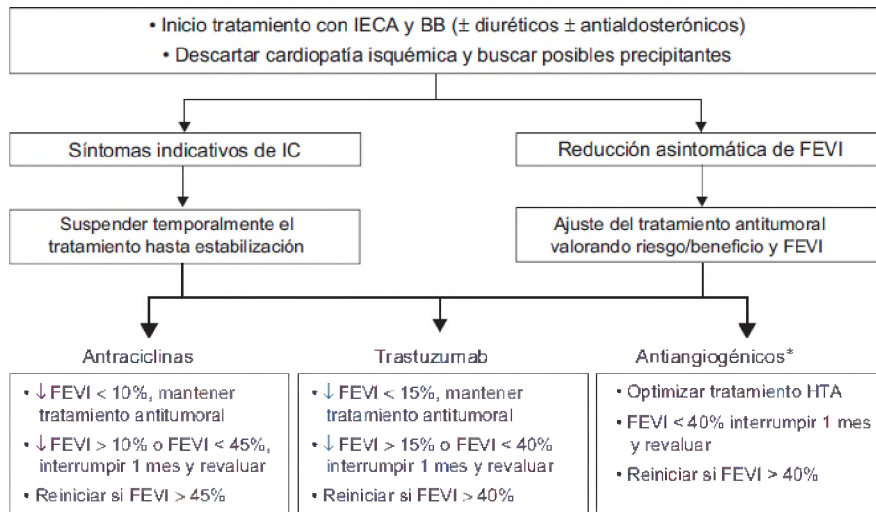 • Inicio tratamiento con IECA y BB (± diuréticos ± antialdosterónicos)
• Descartar cardiopatía isquémica y buscar posibles precipitantes
Síntomas indicativos de IC
Reducción asintomática de FEVI
Suspender temporalmente el
tratamiento hasta estabilización
Ajuste del tratamiento antitumoral
valorando riesgo/beneficio y FEVI
Antraciclinas
• ↓ FEVI < 10%, mantener
tratamiento antitumoral
• ↓ FEVI > 10% o FEVI < 45%,
interrumpir 1 mes y revaluar
• Reiniciar si FEVI > 45%
Trastuzumab
• ↓ FEVI < 15%, mantener
tratamiento antitumoral
• ↓ FEVI > 15% o FEVI < 40%
interrumpir 1 mes y revaluar
• Reiniciar si FEVI > 40%
Antiangiogénicos*
• Optimizar tratamiento HTA
• FEVI < 40% interrumpir 1 mes
y revaluar
• Reiniciar si FEVI > 40%